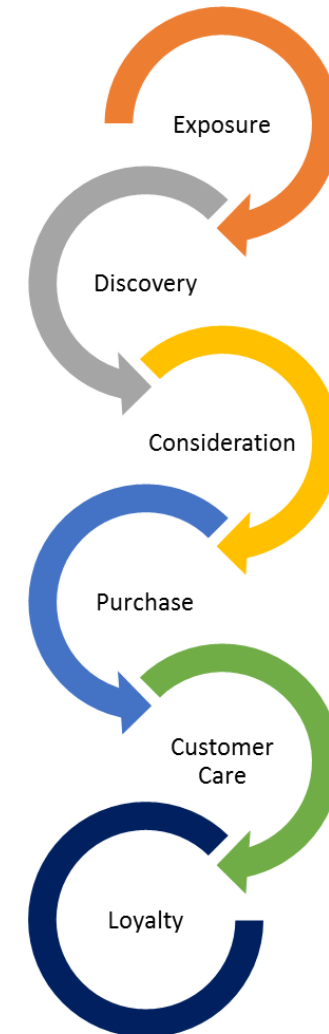 Exposure
Discovery
Consideration
Purchase
Customer
Care
Loyalty